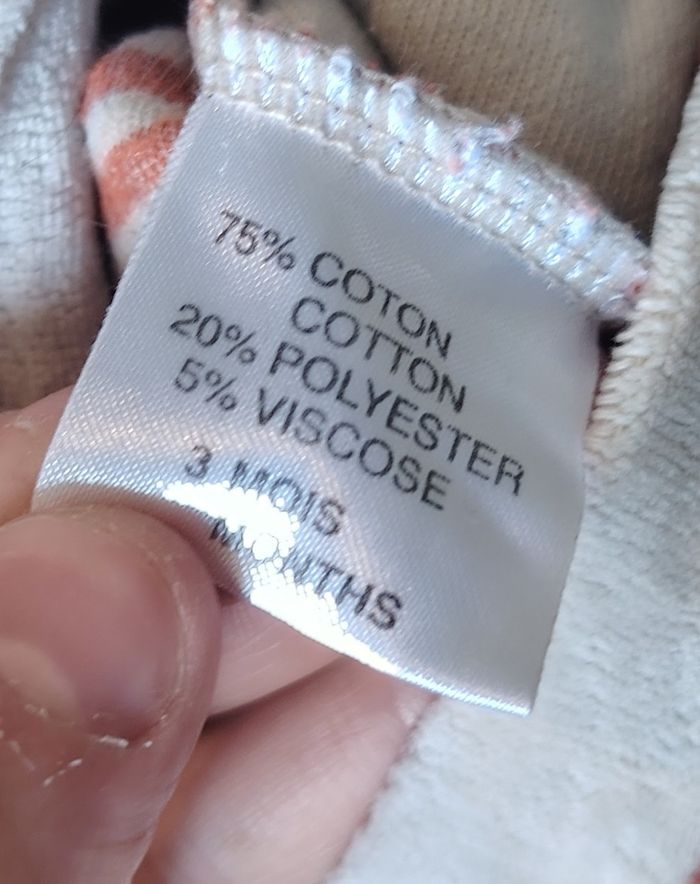 75% COTON
COTTON
20% POLYESTER
5% VISCOSE
3 MOIS
MONTHS